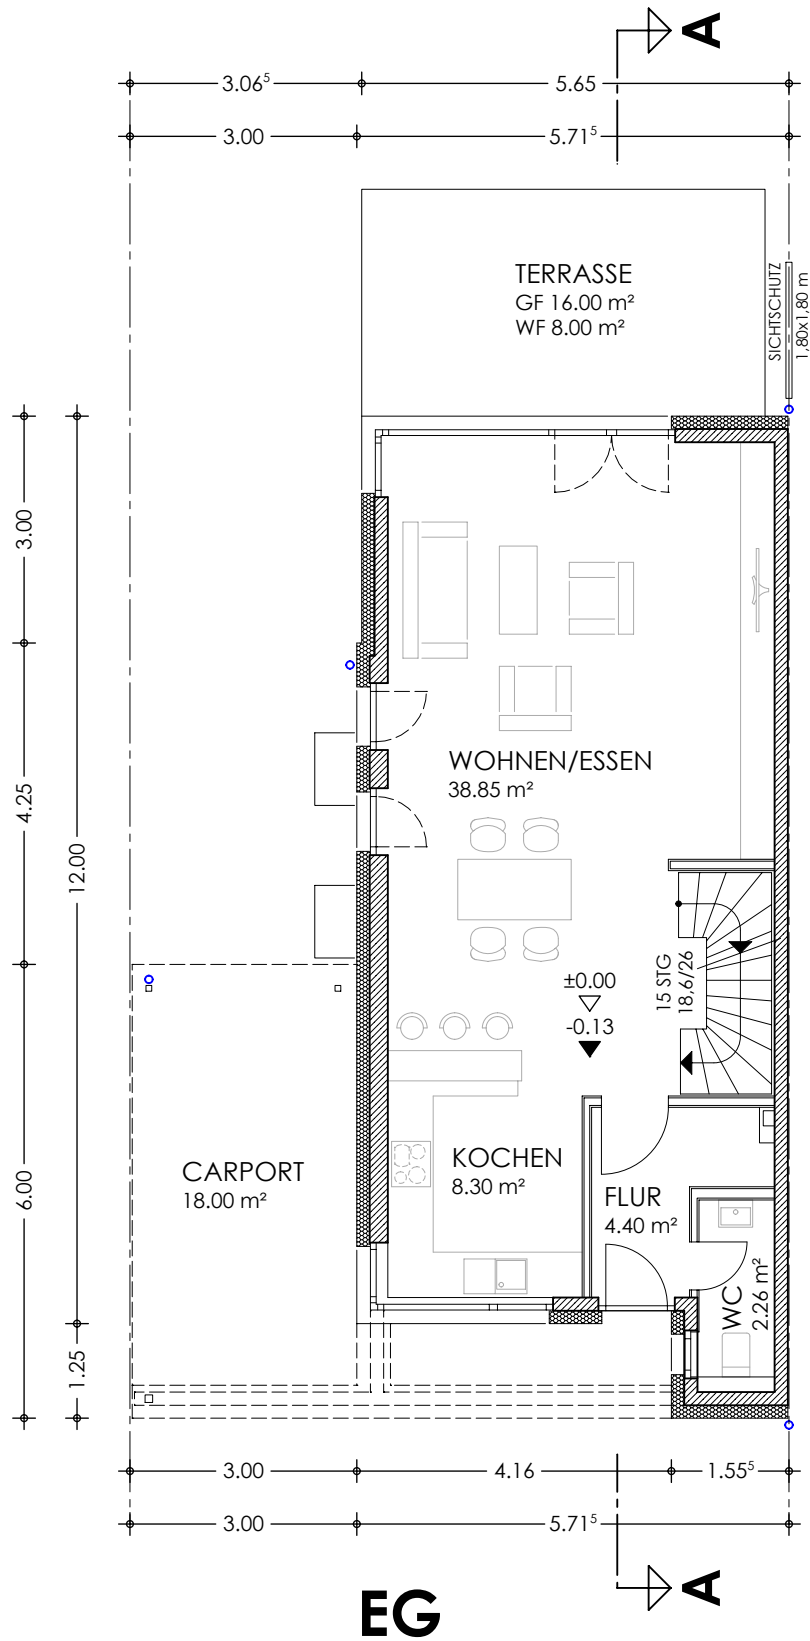 A
3.06⁵
5.65
3.00
5.71⁵
TERRASSE
GF 16.00 m²
WF 8.00 m²
SICHTSCHUTZ
1,80x1,80 m
3.00
4.25
12.00
WOHNEN/ESSEN
38.85 m²
15 STG
18,6/26
±0.00
-0.13
6.00
CARPORT
18.00 m²
KOCHEN
8.30 m²
FLUR
4.40 m²
WC
2.26 m²
1.25
3.00
4.16
1.55⁵
3.00
5.71⁵
A
EG